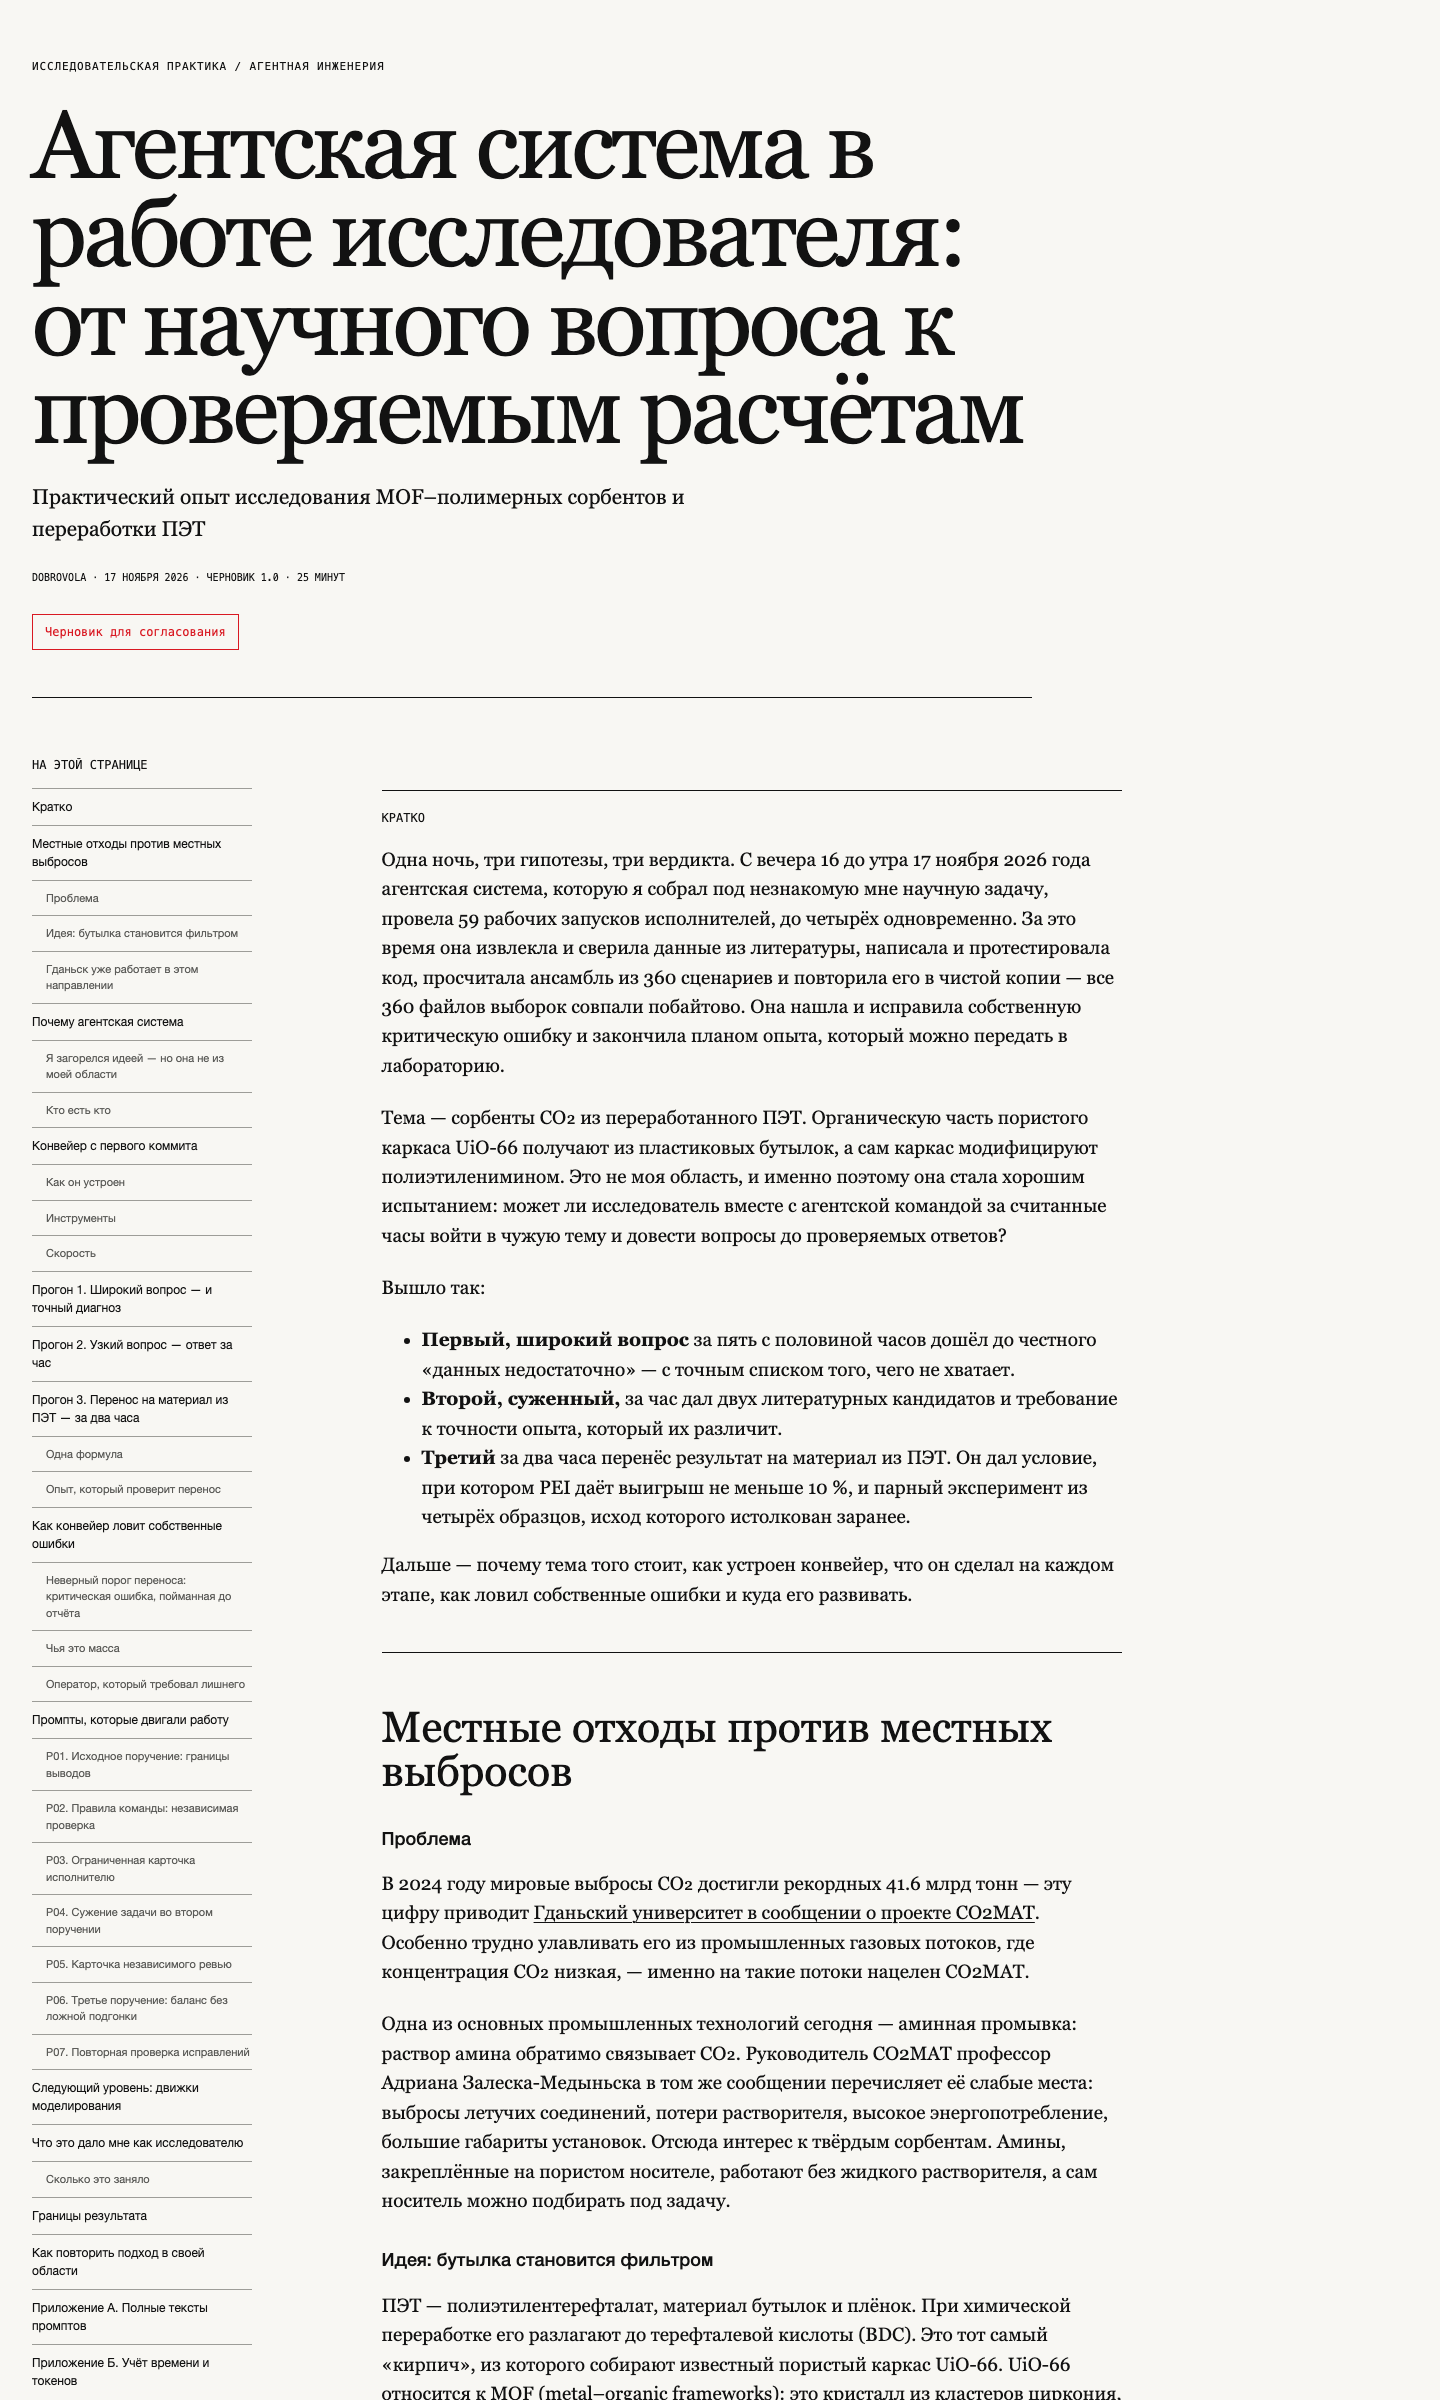 ИССЛЕДОВАТЕЛЬСКАЯ ПРАКТИКА / АГЕНТНАЯ ИНЖЕНЕРИЯ
Агентская система в
работе исследователя:
от научного вопроса к
проверяемым расчётам
Практический опыт исследования MOF–полимерных сорбентов и
переработки ПЭТ
DOBROVOLA · 17 НОЯБРЯ 2026 · ЧЕРНОВИК 1.0 · 25 МИНУТ
Черновик для согласования
НА ЭТОЙ СТРАНИЦЕ
Кратко
Местные отходы против местных
выбросов
Проблема
Идея: бутылка становится фильтром
Гданьск уже работает в этом
направлении
Почему агентская система
Я загорелся идеей — но она не из
моей области
Кто есть кто
Конвейер с первого коммита
Как он устроен
Инструменты
Скорость
Прогон 1. Широкий вопрос — и
точный диагноз
Прогон 2. Узкий вопрос — ответ за
час
Прогон 3. Перенос на материал из
ПЭТ — за два часа
Одна формула
Опыт, который проверит перенос
Как конвейер ловит собственные
ошибки
Неверный порог переноса:
критическая ошибка, пойманная до
отчёта
Чья это масса
Оператор, который требовал лишнего
Промпты, которые двигали работу
P01. Исходное поручение: границы
выводов
P02. Правила команды: независимая
проверка
P03. Ограниченная карточка
исполнителю
P04. Сужение задачи во втором
поручении
P05. Карточка независимого ревью
P06. Третье поручение: баланс без
ложной подгонки
P07. Повторная проверка исправлений
Следующий уровень: движки
моделирования
Что это дало мне как исследователю
Сколько это заняло
Границы результата
Как повторить подход в своей
области
Приложение А. Полные тексты
промптов
Приложение Б. Учёт времени и
токенов
КРАТКО
Одна ночь, три гипотезы, три вердикта. С вечера 16 до утра 17 ноября 2026 года
агентская система, которую я собрал под незнакомую мне научную задачу,
провела 59 рабочих запусков исполнителей, до четырёх одновременно. За это
время она извлекла и сверила данные из литературы, написала и протестировала
код, просчитала ансамбль из 360 сценариев и повторила его в чистой копии — все
360 файлов выборок совпали побайтово. Она нашла и исправила собственную
критическую ошибку и закончила планом опыта, который можно передать в
лабораторию.
Тема — сорбенты CO₂ из переработанного ПЭТ. Органическую часть пористого
каркаса UiO-66 получают из пластиковых бутылок, а сам каркас модифицируют
полиэтиленимином. Это не моя область, и именно поэтому она стала хорошим
испытанием: может ли исследователь вместе с агентской командой за считанные
часы войти в чужую тему и довести вопросы до проверяемых ответов?
Вышло так:
• Первый, широкий вопрос за пять с половиной часов дошёл до честного
«данных недостаточно» — с точным списком того, чего не хватает.
• Второй, суженный, за час дал двух литературных кандидатов и требование
к точности опыта, который их различит.
• Третий за два часа перенёс результат на материал из ПЭТ. Он дал условие,
при котором PEI даёт выигрыш не меньше 10 %, и парный эксперимент из
четырёх образцов, исход которого истолкован заранее.
Дальше — почему тема того стоит, как устроен конвейер, что он сделал на каждом
этапе, как ловил собственные ошибки и куда его развивать.
Местные отходы против местных
выбросов
Проблема
В 2024 году мировые выбросы CO₂ достигли рекордных 41.6 млрд тонн — эту
цифру приводит Гданьский университет в сообщении о проекте CO2MAT.
Особенно трудно улавливать его из промышленных газовых потоков, где
концентрация CO₂ низкая, — именно на такие потоки нацелен CO2MAT.
Одна из основных промышленных технологий сегодня — аминная промывка:
раствор амина обратимо связывает CO₂. Руководитель CO2MAT профессор
Адриана Залеска-Медыньска в том же сообщении перечисляет её слабые места:
выбросы летучих соединений, потери растворителя, высокое энергопотребление,
большие габариты установок. Отсюда интерес к твёрдым сорбентам. Амины,
закреплённые на пористом носителе, работают без жидкого растворителя, а сам
носитель можно подбирать под задачу.
Идея: бутылка становится фильтром
ПЭТ — полиэтилентерефталат, материал бутылок и плёнок. При химической
переработке его разлагают до терефталевой кислоты (BDC). Это тот самый
«кирпич», из которого собирают известный пористый каркас UiO-66. UiO-66
относится к MOF (metal–organic frameworks): это кристалл из кластеров циркония,